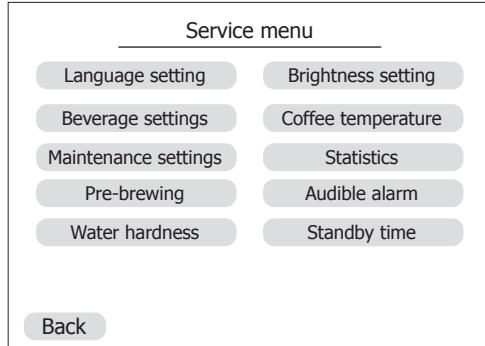 Service menu
Language setting
Brightness setting
Beverage settings
Coffee temperature
Maintenance settings
Statistics
Pre-brewing
Audible alarm
Water hardness
Standby time
Back